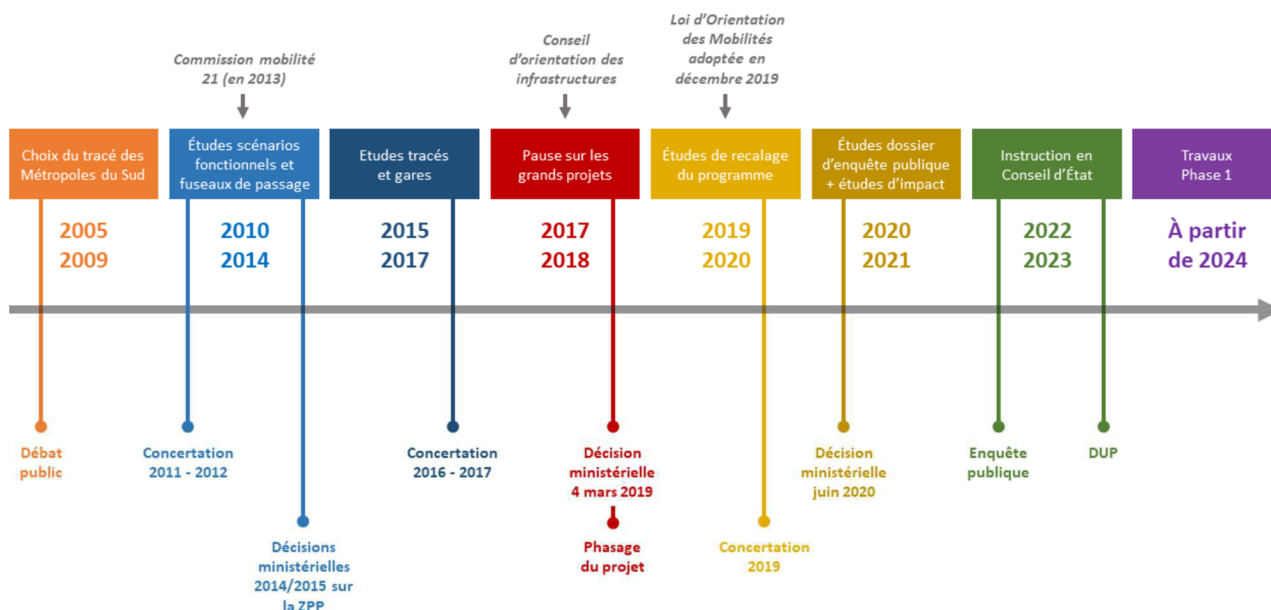 Commission mobilité
21 (en 2013)
Conseil
d'orientation des
infrastructures
Loi d'Orientation
des Mobilités
adoptée en
décembre 2019
Choix du tracé des
Métropoles du Sud
Études scénarios
fonctionnels et
fuseaux de passage
Etudes tracés
et gares
Pause sur les
grands projets
Études de recalage
du programme
Études dossier
d'enquête publique
+ études d'impact
Instruction en
Conseil d'État
Travaux
Phase 1
2005
2009
2010
2014
2015
2017
2017
2018
2019
2020
2020
2021
2022
2023
À partir
de 2024
Débat
public
Concertation
2011 - 2012
Décisions
ministérielles
2014/2015 sur
la ZPP
Concertation
2016 - 2017
Décision
ministérielle
4 mars 2019
Phasage
du projet
Concertation
2019
Décision
ministérielle
juin 2020
Enquête
publique
DUP